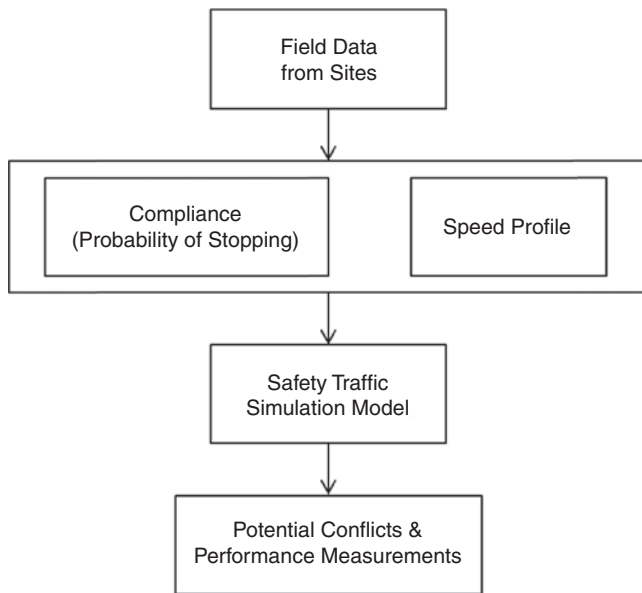 Field Data
from Sites
Compliance
(Probability of Stopping)
Speed Profile
Safety Traffic
Simulation Model
Potential Conflicts &
Performance Measurements